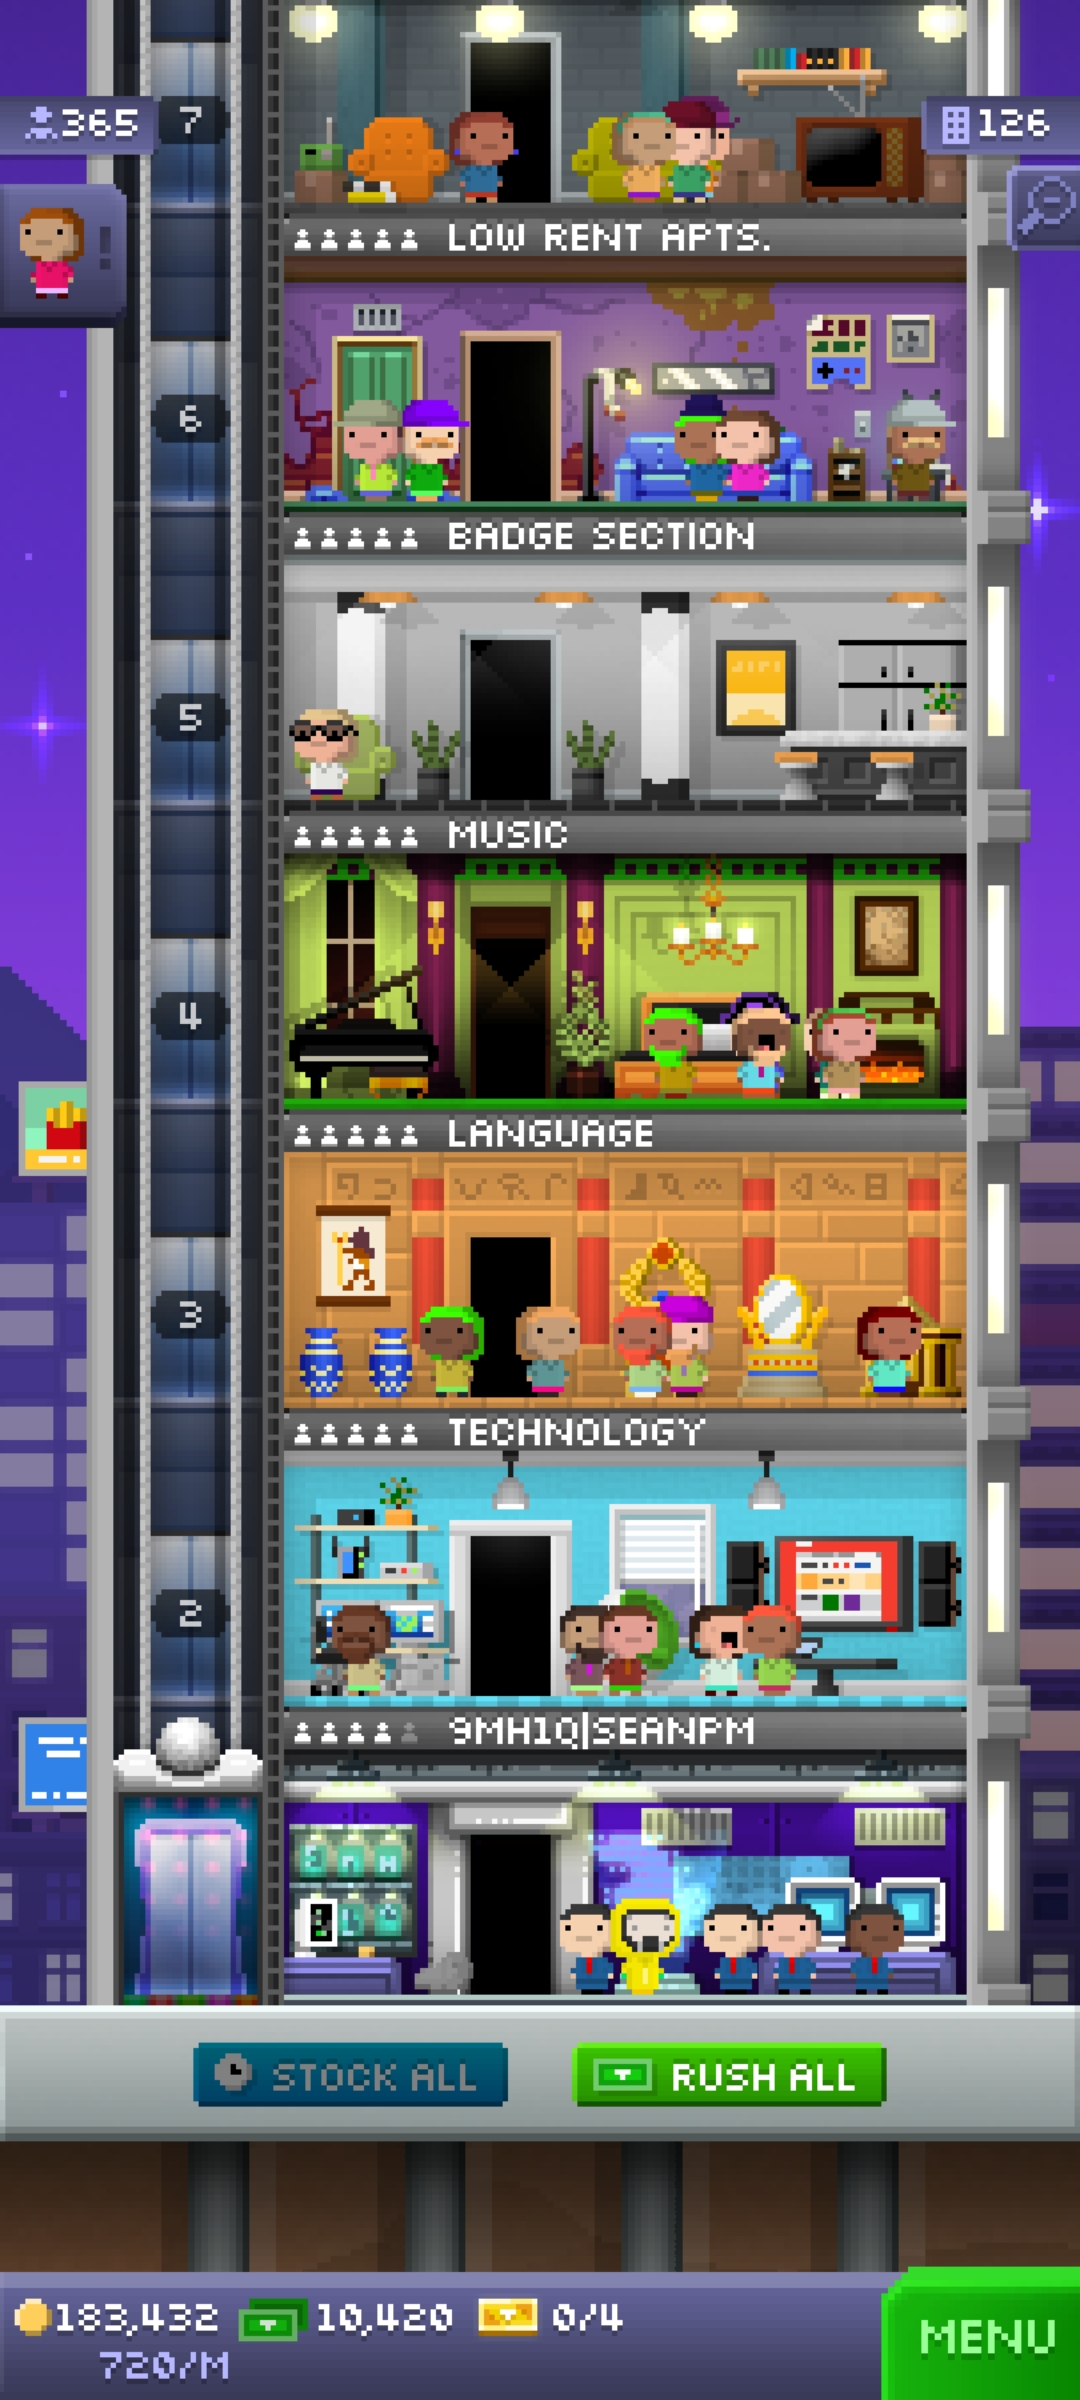 7
365
126
LOW RENT APTS.
6
BADGE SECTION
5
MUSIC
4
LANGUAGE
3
TECHNOLOGY
2
9MH1Q|SEANPM
STOCK ALL
RUSH ALL
183,432
10,420
0/4
720/M
MENU